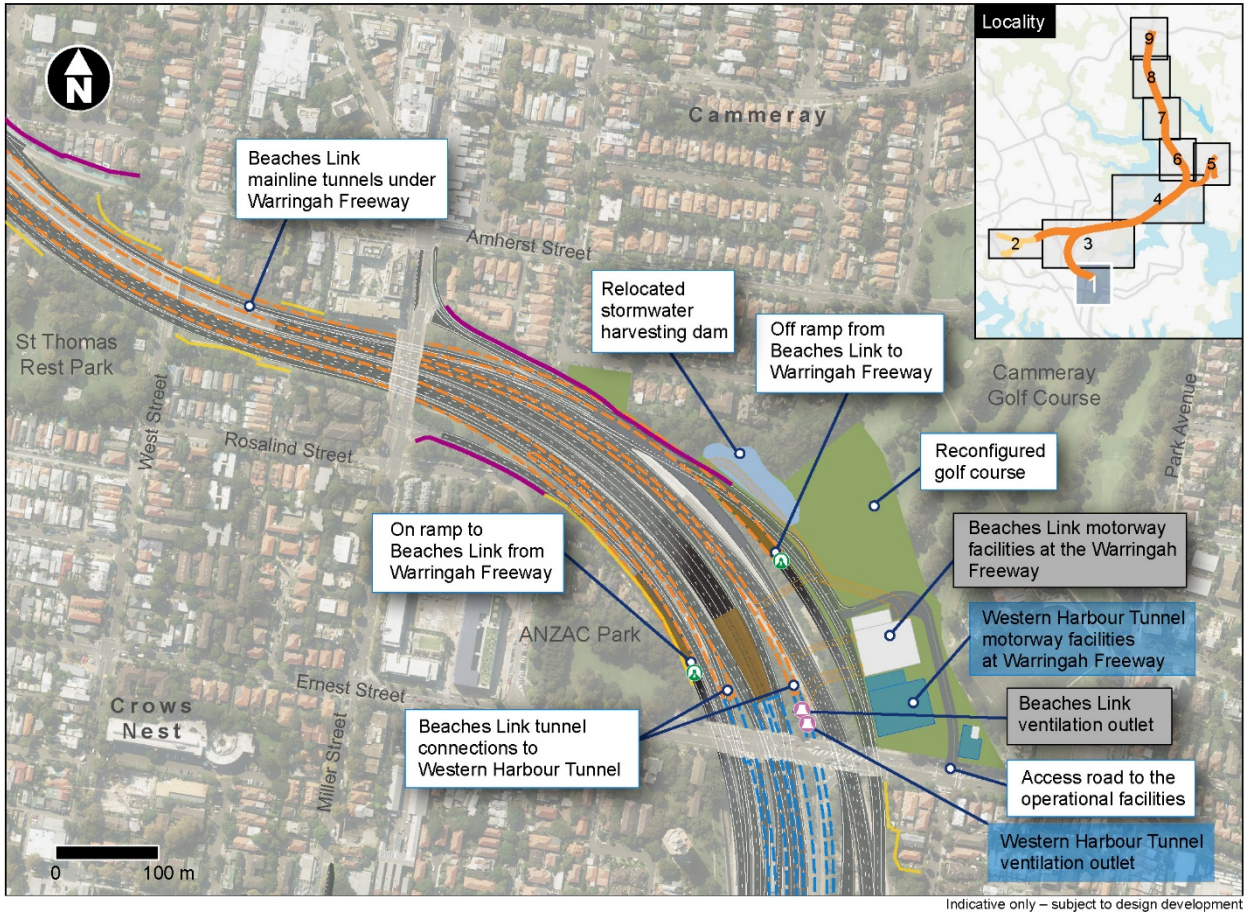 Locality
9
8
7
6
5
4
3
2
1
N
Cammeray
Beaches Link
mainline tunnels under
Warringah Freeway
Amherst Street
Relocated
stormwater
harvesting dam
Off ramp from
Beaches Link to
Warringah Freeway
St Thomas
Rest Park
West Street
Rosalind Street
Cammeray
Golf Course
Park Avenue
Reconfigured
golf course
On ramp to
Beaches Link from
Warringah Freeway
Beaches Link motorway
facilities at the Warringah
Freeway
ANZAC Park
Western Harbour Tunnel
motorway facilities
at Warringah Freeway
Ernest Street
Crows
Nest
Miller Street
Beaches Link tunnel
connections to
Western Harbour Tunnel
Beaches Link
ventilation outlet
Access road to the
operational facilities
Western Harbour Tunnel
ventilation outlet
0 100 m
Indicative only – subject to design development